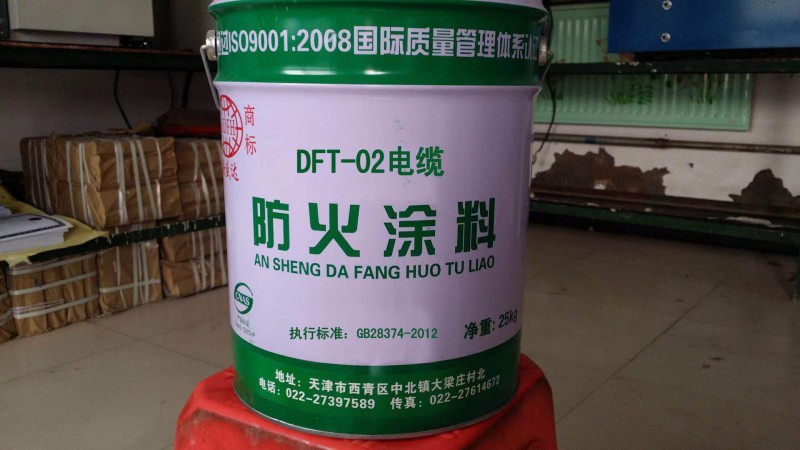 ISO9001:2008国际质量管理体系认
商标
DFT-02电缆
防火涂料
AN SHENG DA FANG HUO TU LIAO
CNAS
执行标准：GB28374-2012
净重：25kg
地址：天津市西青区中北镇大梁庄村北
电话：022-27397589 传真：022-27614672